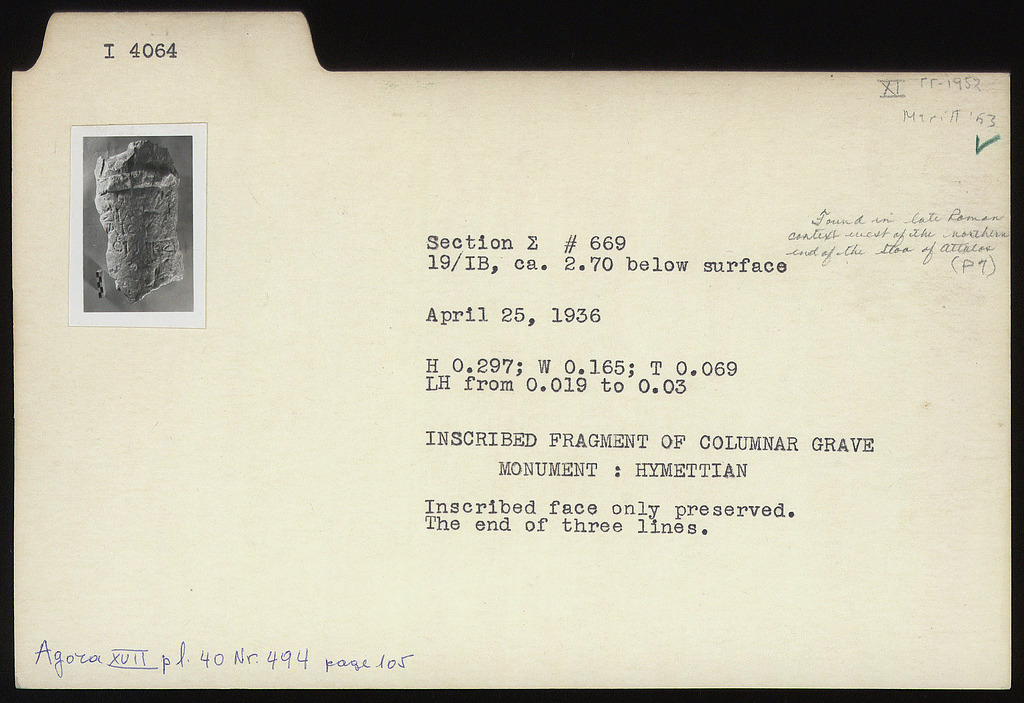 I 4064
XI
-1952
Meritt '53
Found in late Roman
context west of the northern
end of the Stoa of Attalos
Section Σ # 669
19/IB, ca. 2.70 below surface
(P 7)
April 25, 1936
H 0.297; W 0.165; T 0.069
LH from 0.019 to 0.03
INSCRIBED FRAGMENT OF COLUMNAR GRAVE
MONUMENT : HYMETTIAN
Inscribed face only preserved.
The end of three lines.
Agora XVII pl. 40 Nr. 494 page 105